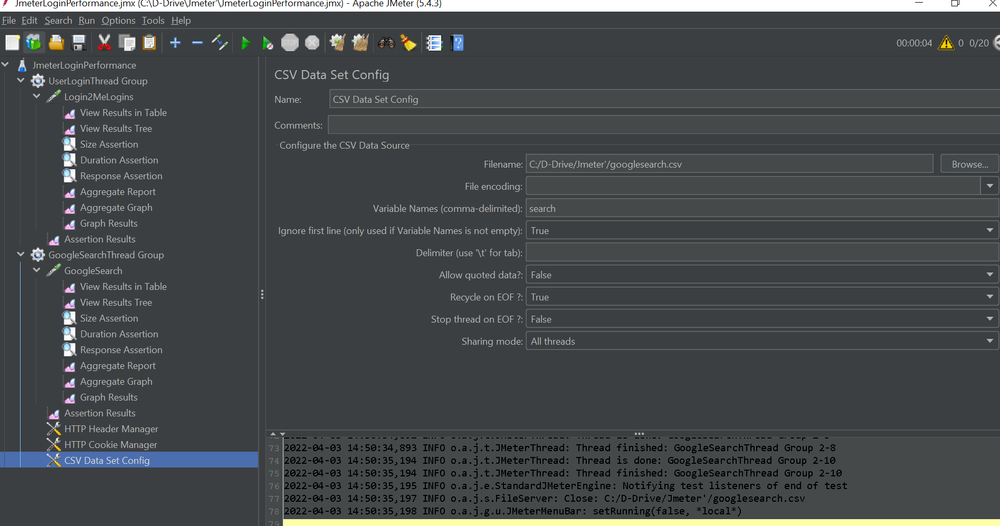 JmeterLoginPerformance.jmx (C:\D-Drive\Jmeter'\JmeterLoginPerformance.jmx) - Apache JMeter (5.4.3)
File Edit Search Run Options Tools Help
STOP
00:00:04 0 0/20
JmeterLoginPerformance
UserLoginThread Group
Login2MeLogins
View Results in Table
View Results Tree
Size Assertion
Duration Assertion
Response Assertion
Aggregate Report
Aggregate Graph
Graph Results
Assertion Results
GoogleSearchThread Group
GoogleSearch
View Results in Table
View Results Tree
Size Assertion
Duration Assertion
Response Assertion
Aggregate Report
Aggregate Graph
Graph Results
Assertion Results
HTTP Header Manager
HTTP Cookie Manager
CSV Data Set Config
CSV Data Set Config
Name: CSV Data Set Config
Comments:
Configure the CSV Data Source
Filename: C:/D-Drive/Jmeter'/googlesearch.csv Browse...
File encoding:
Variable Names (comma-delimited): search
Ignore first line (only used if Variable Names is not empty): True
Delimiter (use '\t' for tab):
Allow quoted data?: False
Recycle on EOF ?: True
Stop thread on EOF ?: False
Sharing mode: All threads
73 2022-04-03 14:50:34,893 INFO o.a.j.t.JMeterThread: Thread finished: GoogleSearchThread Group 2-8
74 2022-04-03 14:50:35,194 INFO o.a.j.t.JMeterThread: Thread is done: GoogleSearchThread Group 2-10
75 2022-04-03 14:50:35,194 INFO o.a.j.t.JMeterThread: Thread finished: GoogleSearchThread Group 2-10
76 2022-04-03 14:50:35,195 INFO o.a.j.e.StandardJMeterEngine: Notifying test listeners of end of test
77 2022-04-03 14:50:35,197 INFO o.a.j.s.FileServer: Close: C:/D-Drive/Jmeter'/googlesearch.csv
78 2022-04-03 14:50:35,198 INFO o.a.j.g.u.JMeterMenuBar: setRunning(false, *local*)
79